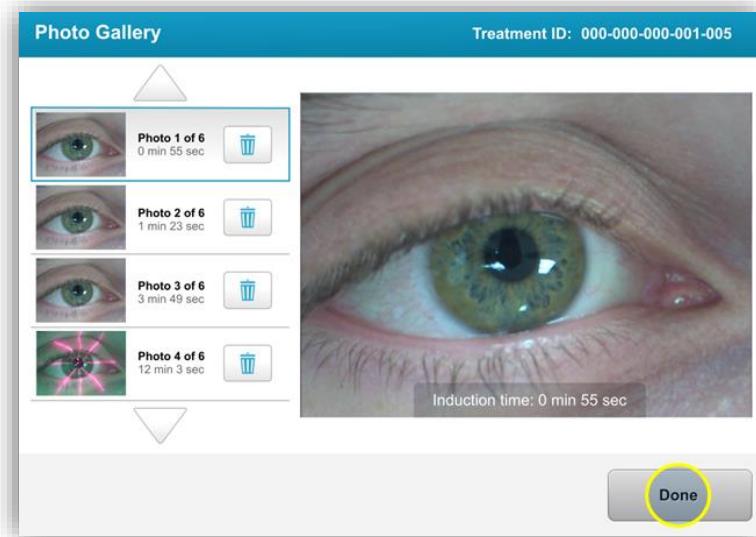 Photo Gallery
Treatment ID: 000-000-000-001-005
Photo 1 of 6
0 min 55 sec
Photo 2 of 6
1 min 23 sec
Photo 3 of 6
3 min 49 sec
Photo 4 of 6
12 min 3 sec
Induction time: 0 min 55 sec
Done